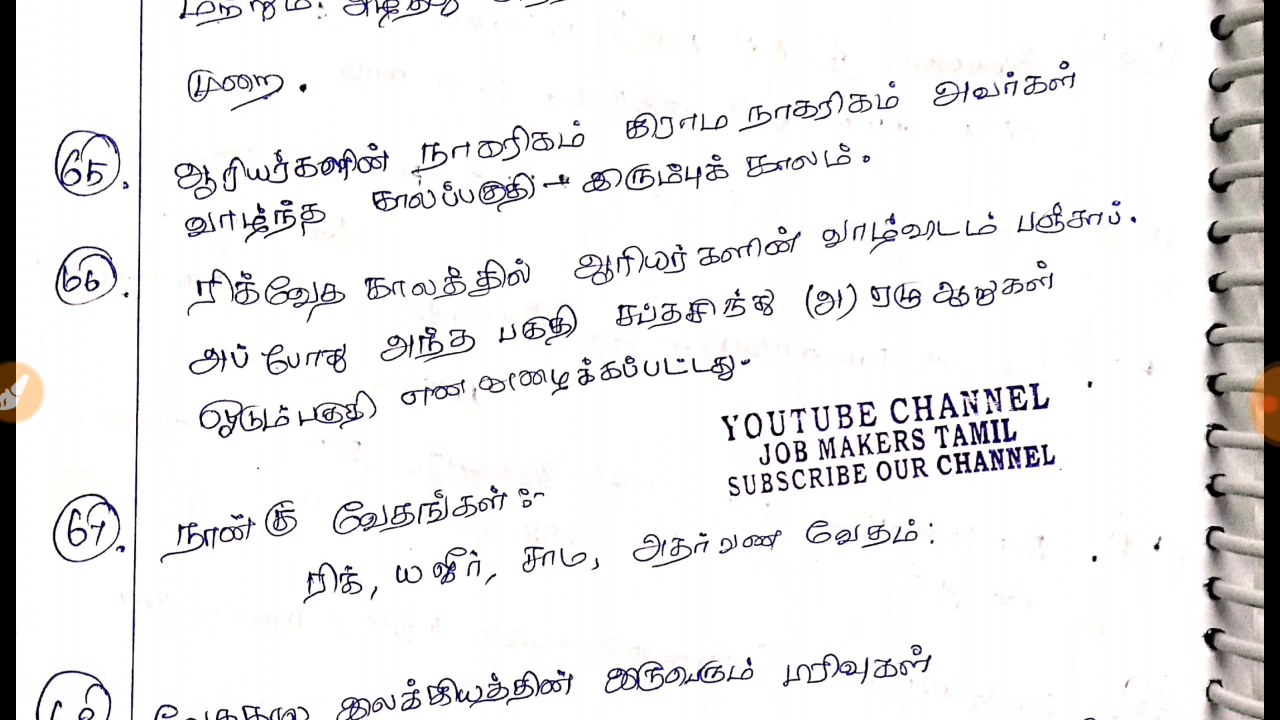 முறை.
65. ஆரியர்களின் நாகரிகம் கிராம நாகரிகம் அவர்கள்
வாழ்ந்த காலப்பகுதி - இரும்புக் காலம்.
66. ரிக்வேத காலத்தில் ஆரியர்களின் வாழ்விடம் பஞ்சாப்.
அப்போது அந்த பகுதி சப்தசிந்து (அ) ஏழு ஆறுகள்
ஓடும் பகுதி என அழைக்கப்பட்டது.
YOUTUBE CHANNEL
JOB MAKERS TAMIL
SUBSCRIBE OUR CHANNEL
67. நான்கு வேதங்கள் :-
ரிக், யஜீர், சாம, அதர்வண வேதம்:
இலக்கியத்தின் இருபெரும் பிரிவுகள்